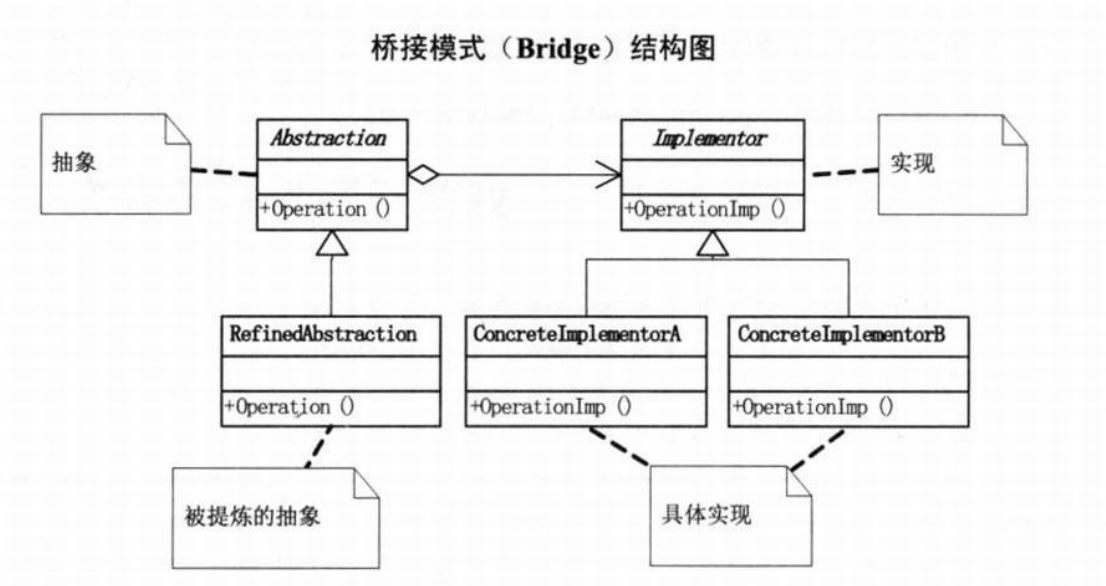 桥接模式（Bridge）结构图
抽象
Abstraction
+Operation ()
Implementor
+OperationImp ()
实现
RefinedAbstraction
+Operation ()
ConcreteImplementorA
+OperationImp ()
ConcreteImplementorB
+OperationImp ()
被提炼的抽象
具体实现